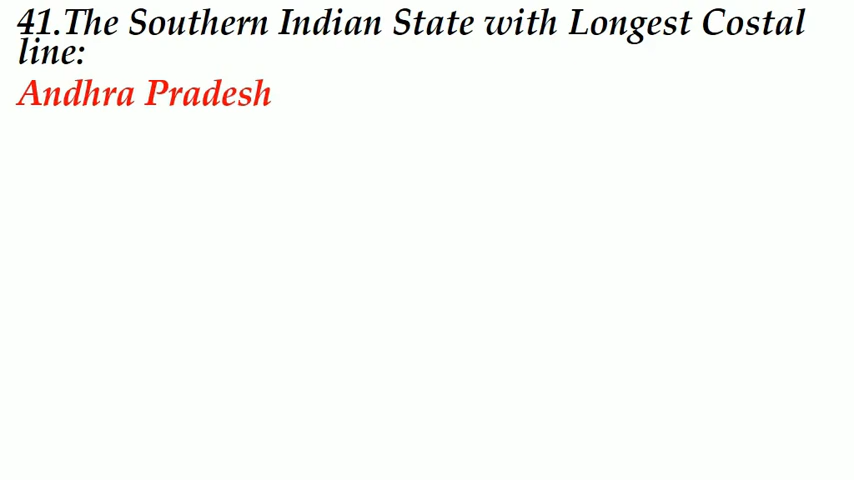 41.The Southern Indian State with Longest Costal
line:
Andhra Pradesh